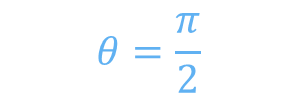 θ = π/2